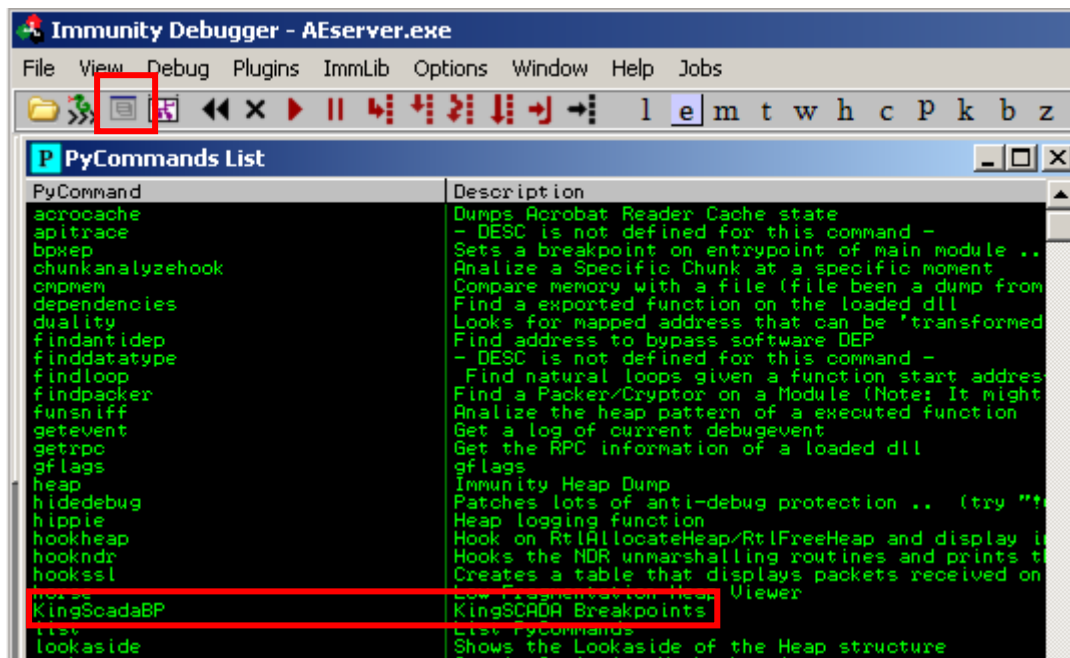 Immunity Debugger - AEserver.exe
File View Debug Plugins ImmLib Options Window Help Jobs
l e m t w h c P k b z
P PyCommands List
PyCommand Description
acrocache Dumps Acrobat Reader Cache state
apitrace - DESC is not defined for this command -
bpxep Sets a breakpoint on entrypoint of main module ..
chunkanalyzehook Analize a Specific Chunk at a specific moment
cmpmem Compare memory with a file (file been a dump from
dependencies Find a exported function on the loaded dll
duality Looks for mapped address that can be 'transformed
findantidep Find address to bypass software DEP
finddatatype - DESC is not defined for this command -
findloop Find natural loops given a function start addres
findpacker Find a Packer/Cryptor on a Module (Note: It might
funsniff Analize the heap pattern of a executed function
getevent Get a log of current debugevent
getrpc Get the RPC information of a loaded dll
gflags gflags
heap Immunity Heap Dump
hidedebug Patches lots of anti-debug protection .. (try "!
hippie Heap logging function
hookheap Hook on RtlAllocateHeap/RtlFreeHeap and display
hookndr Hooks the NDR unmarshalling routines and prints
hookssl Creates a table that displays packets received on
horse Low Fragmentation Heap Viewer
KingScadaBP KingSCADA Breakpoints
list List PyCommands
lookaside Shows the Lookaside of the Heap structure